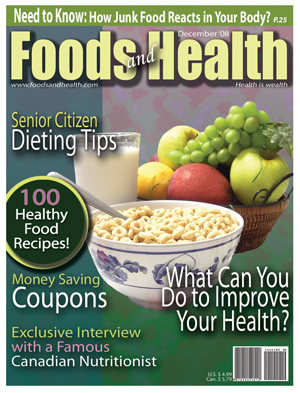 Need to Know: How Junk Food Reacts in Your Body? P.25
Foods and Health
December '08
www.foodsandhealth.com
Health is wealth
Senior Citizen
Dieting Tips
100
Healthy
Food
Recipes!
Money Saving
Coupons
What Can You
Do to Improve
Your Health?
Exclusive Interview
with a Famous
Canadian Nutritionist
U.S. $ 4.99
Can. $ 5.79